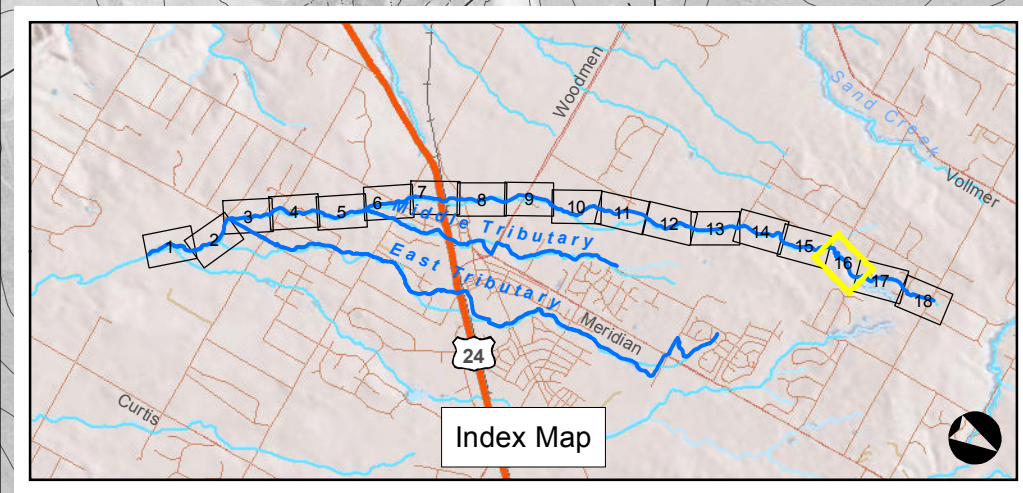 Woodmen
Sand Creek
Vollmer
1
2
3
4
5
6
7
8
9
10
11
12
13
14
15
16
17
18
Middle Tributary
East Tributary
Meridian
24
Curtis
Index Map